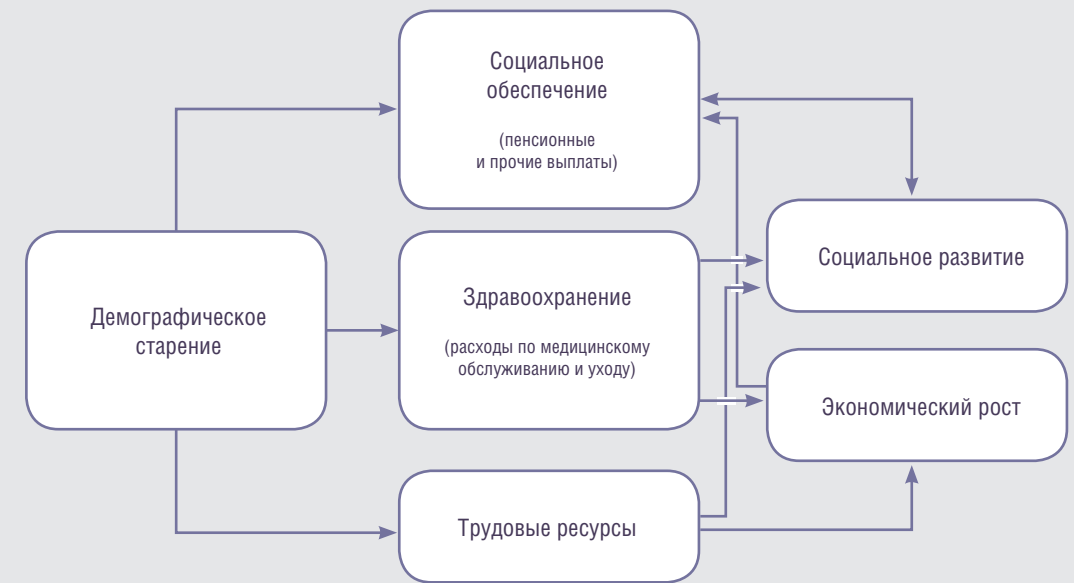 Социальное
обеспечение
(пенсионные
и прочие выплаты)
Социальное развитие
Здравоохранение
(расходы по медицинскому
обслуживанию и уходу)
Демографическое
старение
Экономический рост
Трудовые ресурсы